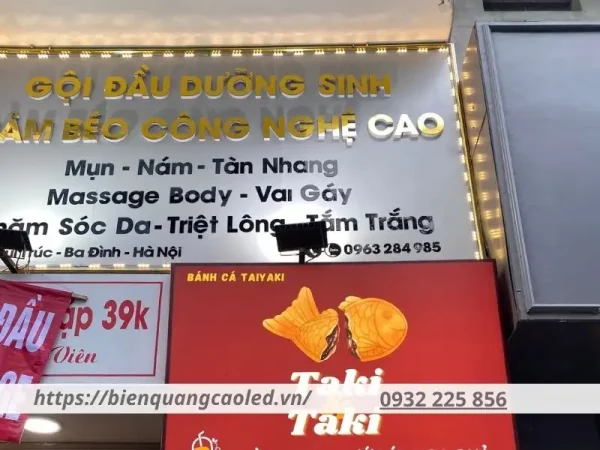 GỘI ĐẦU DƯỠNG SINH
BÉO CÔNG NGHỆ CAO
Mụn - Nám - Tàn Nhang
Massage Body - Vai Gáy
Sóc Da - Triệt Lông - Tắm Trắng
Ba Đình - Hà Nội
0963 284 985
BÁNH CÁ TAIYAKI
39k
Viên
ĐẦU
Taki
Taki
https://bienquangcaoled.vn/
0932 225 856